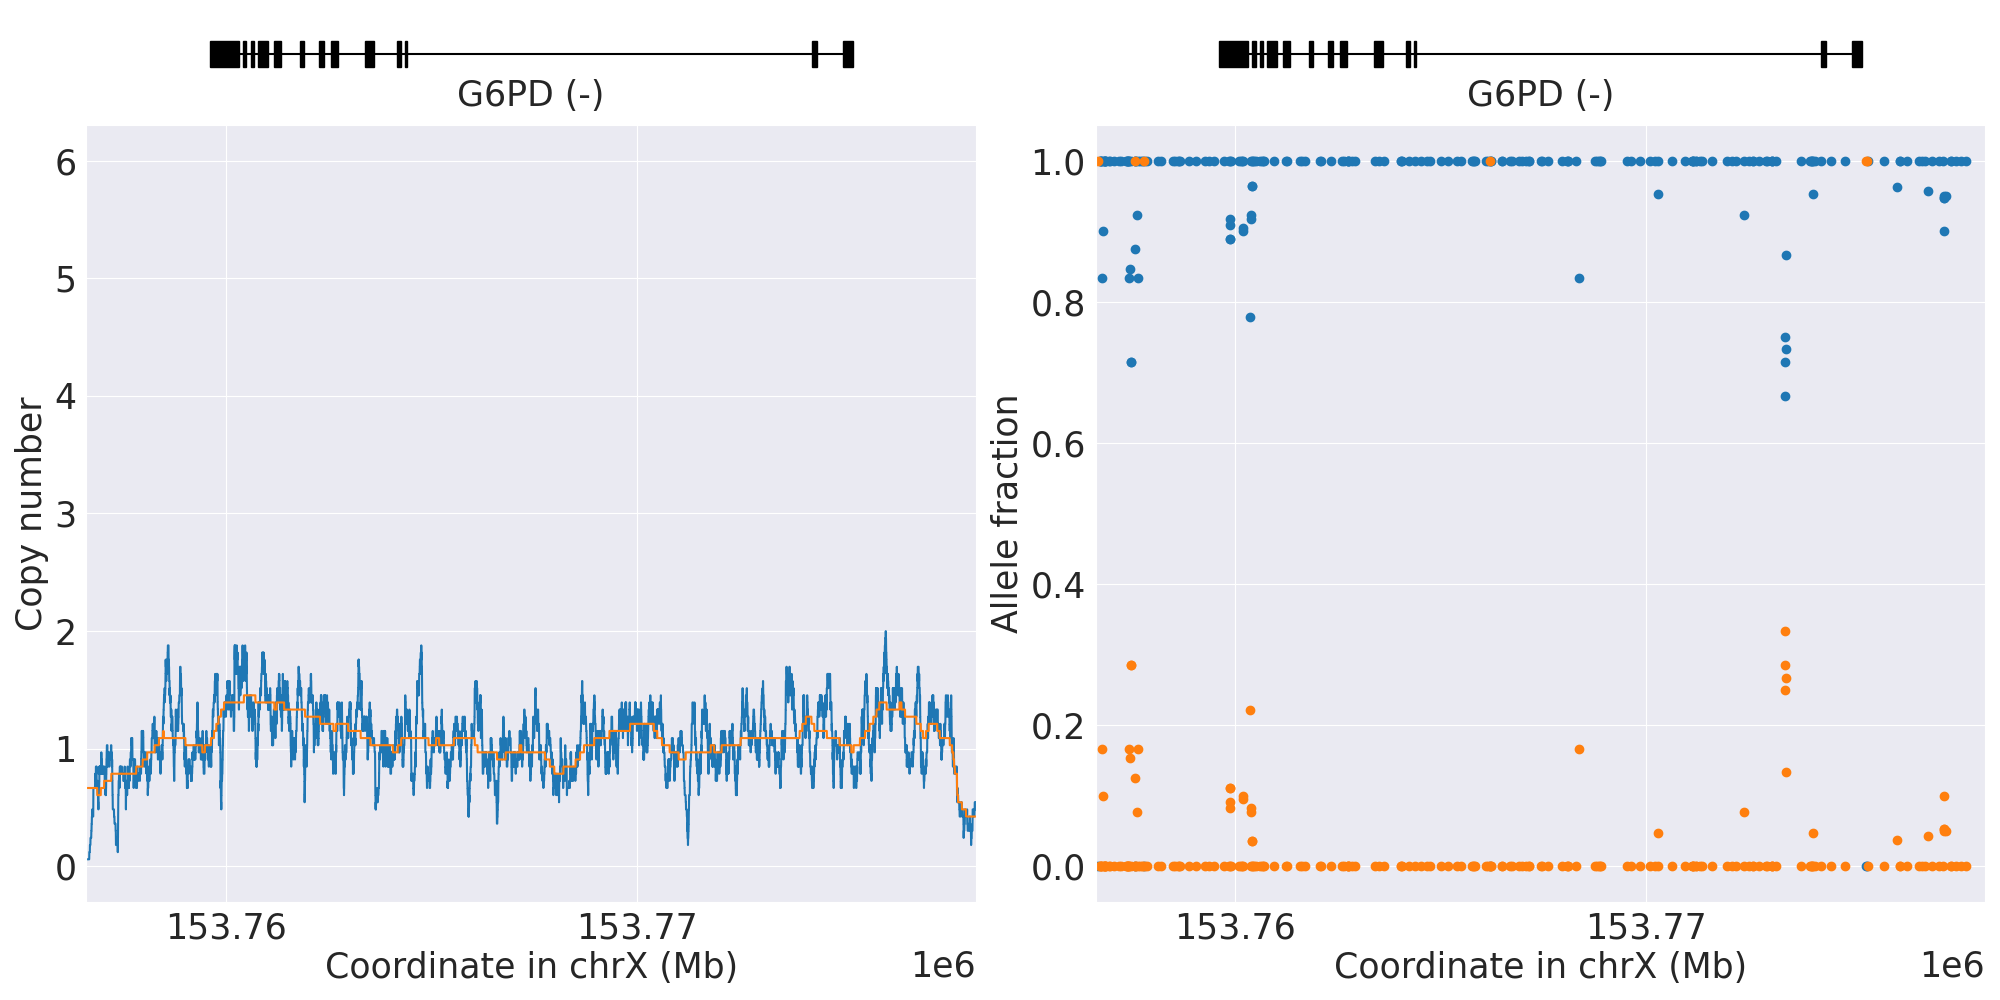 G6PD (-)
6
5
4
3
2
1
0
Copy number
153.76
153.77
Coordinate in chrX (Mb)
1e6
G6PD (-)
1.0
0.8
0.6
0.4
0.2
0.0
Allele fraction
153.76
153.77
Coordinate in chrX (Mb)
1e6